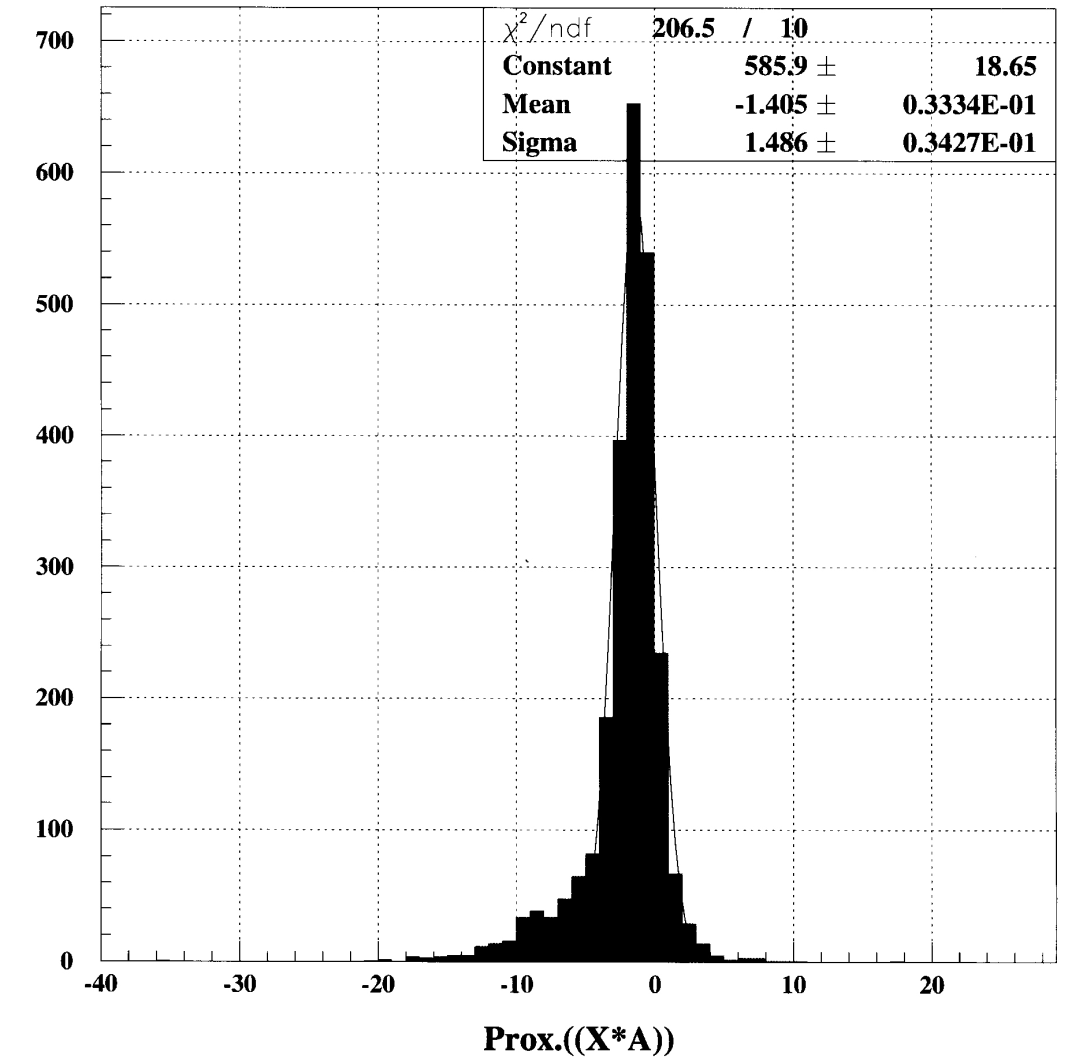 χ²/ndf 206.5 / 10
Constant 585.9 ± 18.65
Mean -1.405 ± 0.3334E-01
Sigma 1.486 ± 0.3427E-01
700
600
500
400
300
200
100
0
-40 -30 -20 -10 0 10 20
Prox.((X*A))